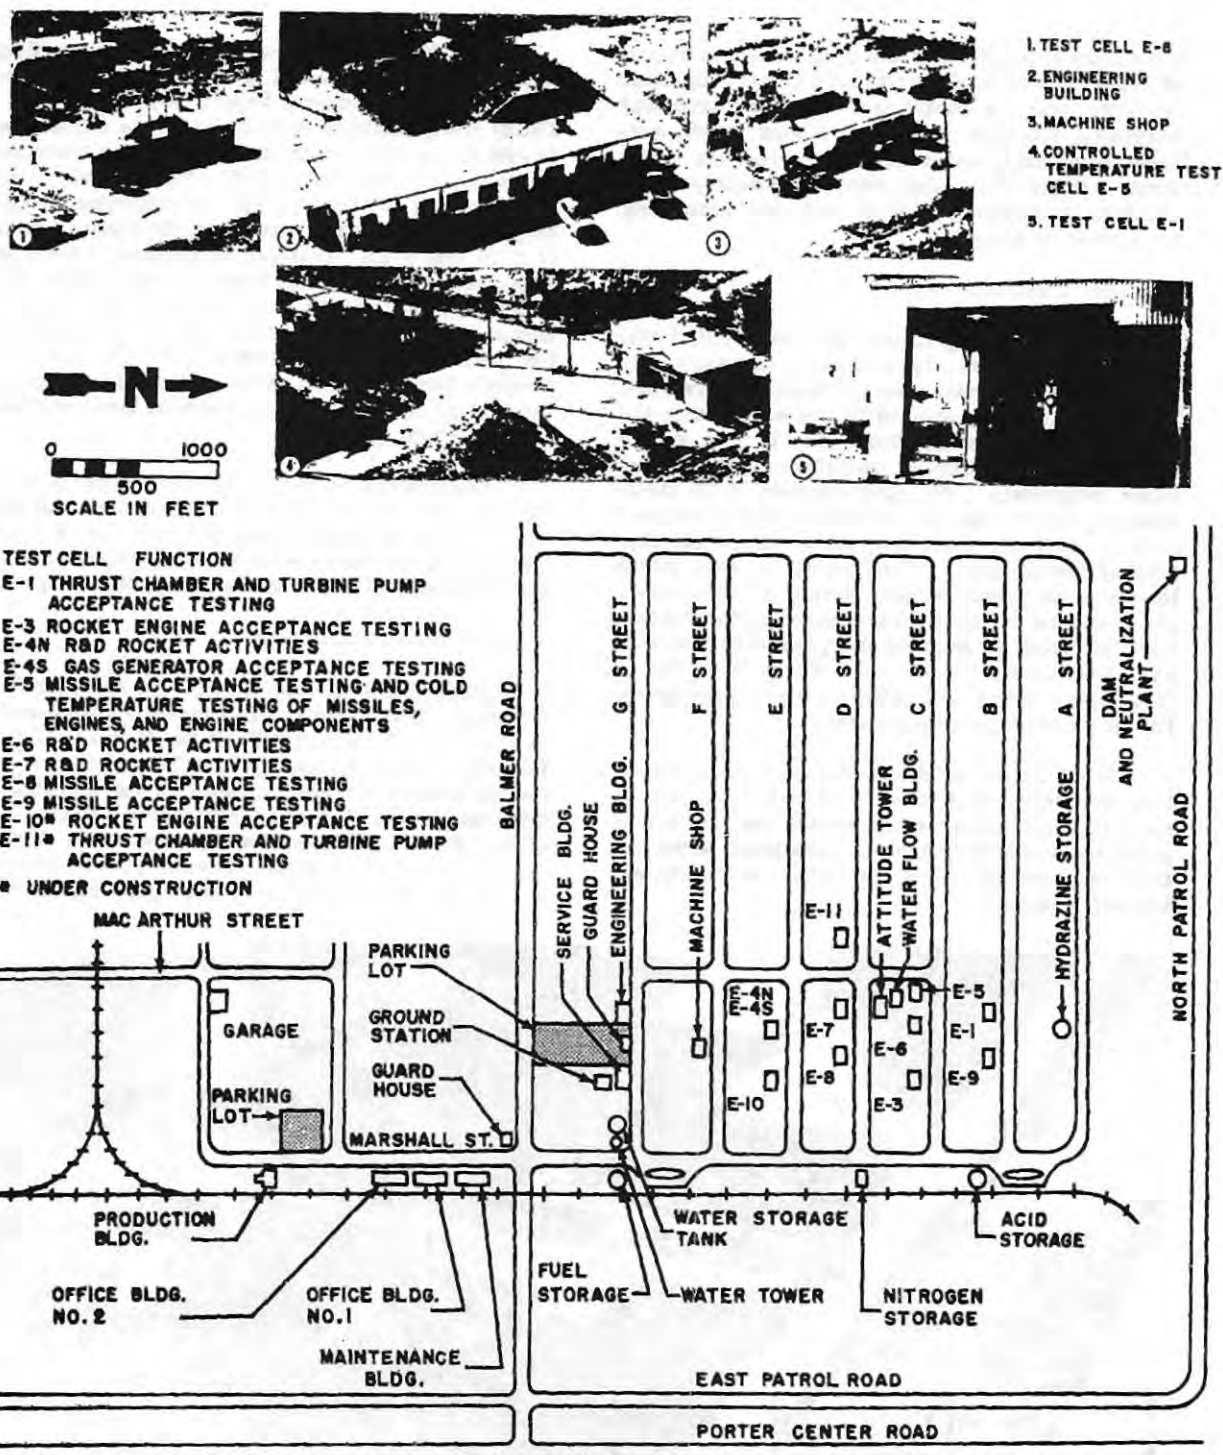 1. TEST CELL E-8
2. ENGINEERING
BUILDING
3. MACHINE SHOP
4. CONTROLLED
TEMPERATURE TEST
CELL E-5
5. TEST CELL E-1
1
2
3
4
5
N
0 1000
500
SCALE IN FEET
TEST CELL FUNCTION
E-1 THRUST CHAMBER AND TURBINE PUMP
ACCEPTANCE TESTING
E-3 ROCKET ENGINE ACCEPTANCE TESTING
E-4N R&D ROCKET ACTIVITIES
E-4S GAS GENERATOR ACCEPTANCE TESTING
E-5 MISSILE ACCEPTANCE TESTING AND COLD
TEMPERATURE TESTING OF MISSILES,
ENGINES, AND ENGINE COMPONENTS
E-6 R&D ROCKET ACTIVITIES
E-7 R&D ROCKET ACTIVITIES
E-8 MISSILE ACCEPTANCE TESTING
E-9 MISSILE ACCEPTANCE TESTING
E-10* ROCKET ENGINE ACCEPTANCE TESTING
E-11* THRUST CHAMBER AND TURBINE PUMP
ACCEPTANCE TESTING
* UNDER CONSTRUCTION
MAC ARTHUR STREET
BALMER ROAD
G STREET
F STREET
E STREET
D STREET
C STREET
B STREET
A STREET
DAM
AND NEUTRALIZATION
PLANT
NORTH PATROL ROAD
SERVICE BLDG.
GUARD HOUSE
ENGINEERING BLDG.
MACHINE SHOP
ATTITUDE TOWER
WATER FLOW BLDG.
HYDRAZINE STORAGE
PARKING
LOT
GROUND
STATION
GUARD
HOUSE
GARAGE
PARKING
LOT
MARSHALL ST.
E-11
E-4N
E-4S
E-5
E-7
E-6
E-1
E-8
E-9
E-10
E-3
PRODUCTION
BLDG.
OFFICE BLDG.
NO. 2
OFFICE BLDG.
NO. 1
MAINTENANCE
BLDG.
FUEL
STORAGE
WATER STORAGE
TANK
WATER TOWER
NITROGEN
STORAGE
ACID
STORAGE
EAST PATROL ROAD
PORTER CENTER ROAD